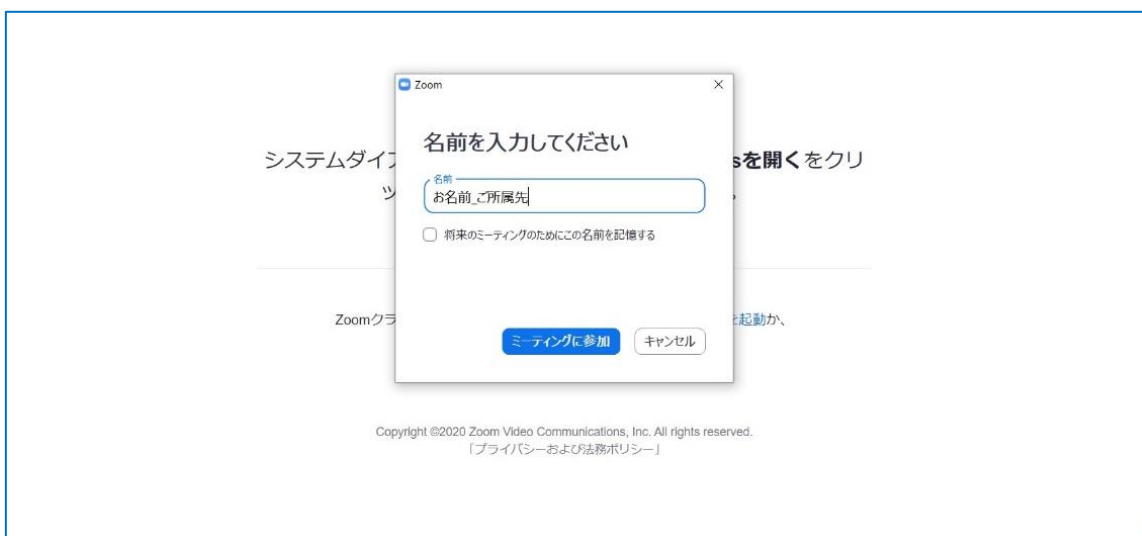 Zoom
名前を入力してください
システムダイア
sを開くをクリ
名前
ッ
お名前_ご所属先
将来のミーティングのためにこの名前を記憶する
Zoomクラ
を起動か、
ミーティングに参加
キャンセル
Copyright ©2020 Zoom Video Communications, Inc. All rights reserved.
「プライバシーおよび法務ポリシー」